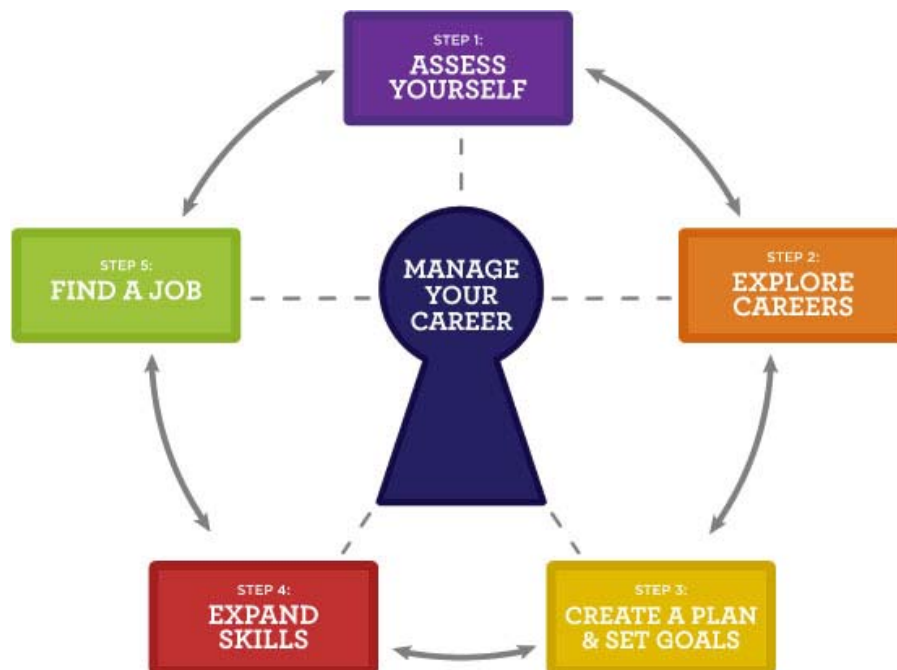 STEP 1:
ASSESS
YOURSELF
STEP 2:
EXPLORE
CAREERS
STEP 3:
CREATE A PLAN
& SET GOALS
STEP 4:
EXPAND
SKILLS
STEP 5:
FIND A JOB
MANAGE
YOUR
CAREER